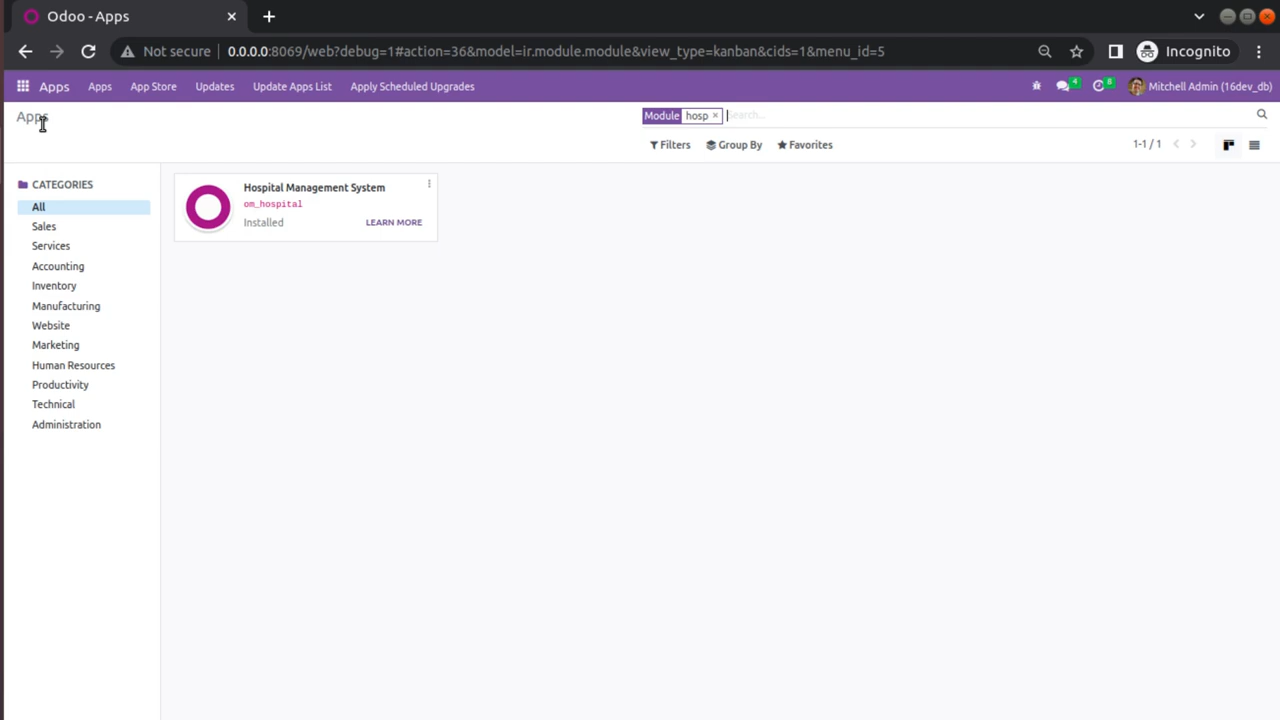 Odoo - Apps
Not secure 0.0.0.0:8069/web?debug=1#action=36&model=ir.module.module&view_type=kanban&cids=1&menu_id=5 Incognito
Apps Apps App Store Updates Update Apps List Apply Scheduled Upgrades 4 8 Mitchell Admin (16dev_db)
Apps Module hosp × Search...
Filters Group By Favorites 1-1 / 1
CATEGORIES
All
Sales
Services
Accounting
Inventory
Manufacturing
Website
Marketing
Human Resources
Productivity
Technical
Administration
Hospital Management System
om_hospital
Installed LEARN MORE